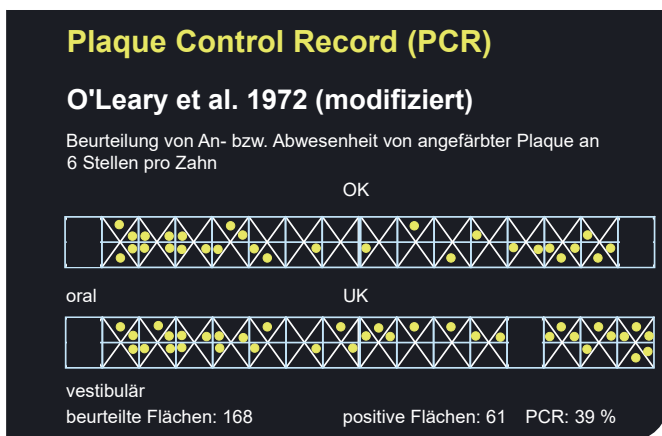 Plaque Control Record (PCR)
O'Leary et al. 1972 (modifiziert)
Beurteilung von An- bzw. Abwesenheit von angefärbter Plaque an
6 Stellen pro Zahn
OK
oral
UK
vestibulär
beurteilte Flächen: 168 positive Flächen: 61 PCR: 39 %